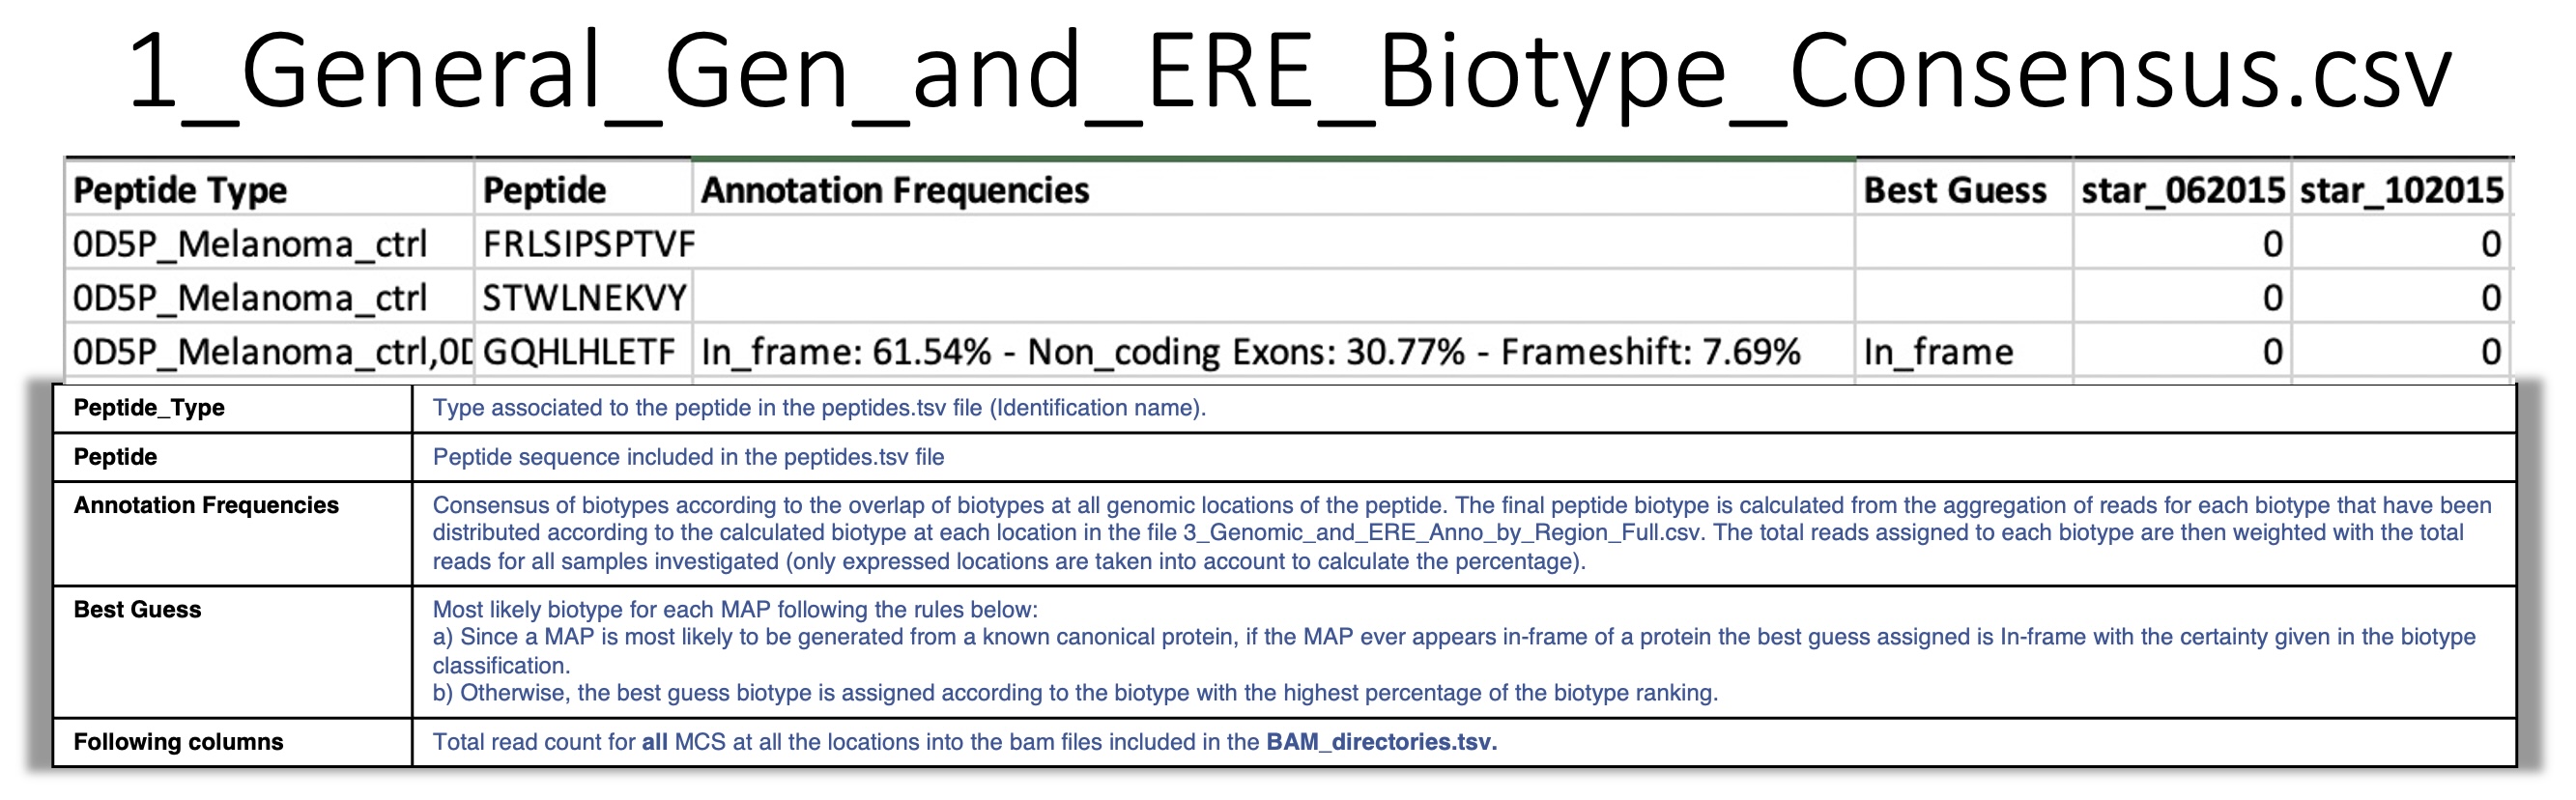 1_General_Gen_and_ERE_Biotype_Consensus.csv
Peptide Type Peptide Annotation Frequencies Best Guess star_062015 star_102015
0D5P_Melanoma_ctrl FRLSIPSPTVF 0 0
0D5P_Melanoma_ctrl STWLNEKVY 0 0
0D5P_Melanoma_ctrl,0D GQHLHLETF In_frame: 61.54% - Non_coding Exons: 30.77% - Frameshift: 7.69% In_frame 0 0
Peptide_Type Type associated to the peptide in the peptides.tsv file (Identification name).
Peptide Peptide sequence included in the peptides.tsv file
Annotation Frequencies Consensus of biotypes according to the overlap of biotypes at all genomic locations of the peptide. The final peptide biotype is calculated from the aggregation of reads for each biotype that have been
distributed according to the calculated biotype at each location in the file 3_Genomic_and_ERE_Anno_by_Region_Full.csv. The total reads assigned to each biotype are then weighted with the total
reads for all samples investigated (only expressed locations are taken into account to calculate the percentage).
Best Guess Most likely biotype for each MAP following the rules below:
a) Since a MAP is most likely to be generated from a known canonical protein, if the MAP ever appears in-frame of a protein the best guess assigned is In-frame with the certainty given in the biotype
classification.
b) Otherwise, the best guess biotype is assigned according to the biotype with the highest percentage of the biotype ranking.
Following columns Total read count for all MCS at all the locations into the bam files included in the BAM_directories.tsv.